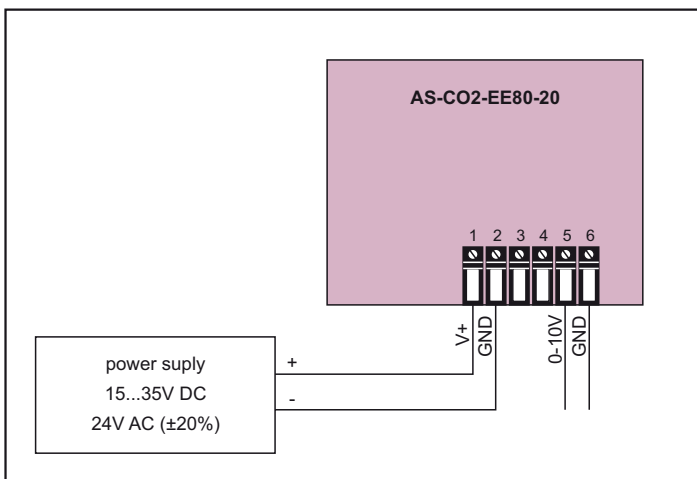 AS-CO2-EE80-20
1 2 3 4 5 6
V+
GND
0-10V
GND
power suply
15...35V DC
24V AC (±20%)
+
-